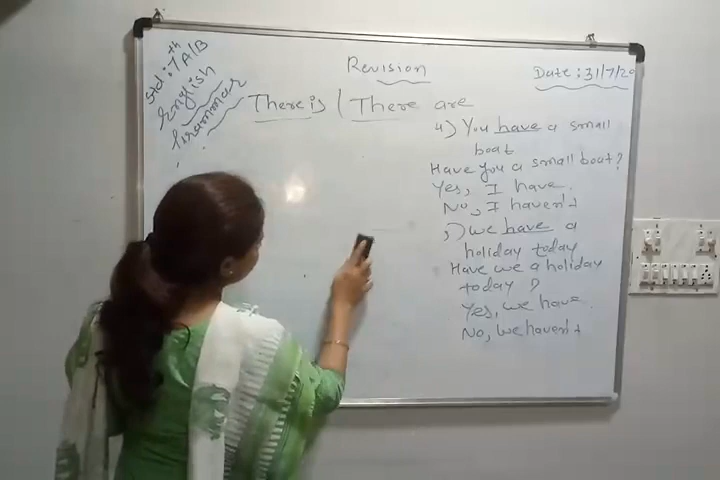 Std : 7th A/B
English
Grammar
Revision
Date : 31/7/20
There is / There are
4) You have a small
boat
Have you a small boat?
Yes, I have.
No, I haven't
5) we have a
holiday today
Have we a holiday
today ?
Yes, we have.
No, we haven't